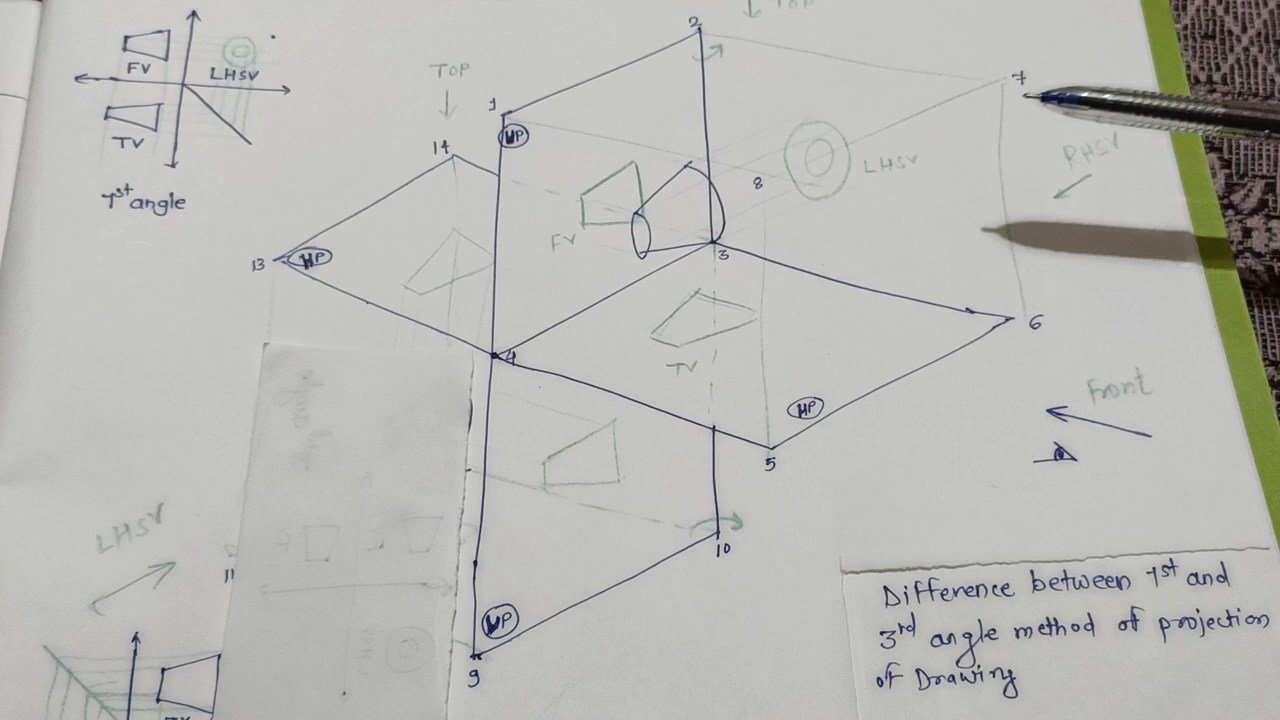 FV
LHSV
TV
1st angle
TOP
TOP
1
2
7
VP
14
8
LHSV
RHSV
FV
13
HP
3
4
6
TV
HP
Front
5
LHSV
11
10
VP
9
Difference between 1st and
3rd angle method of projection
of Drawing